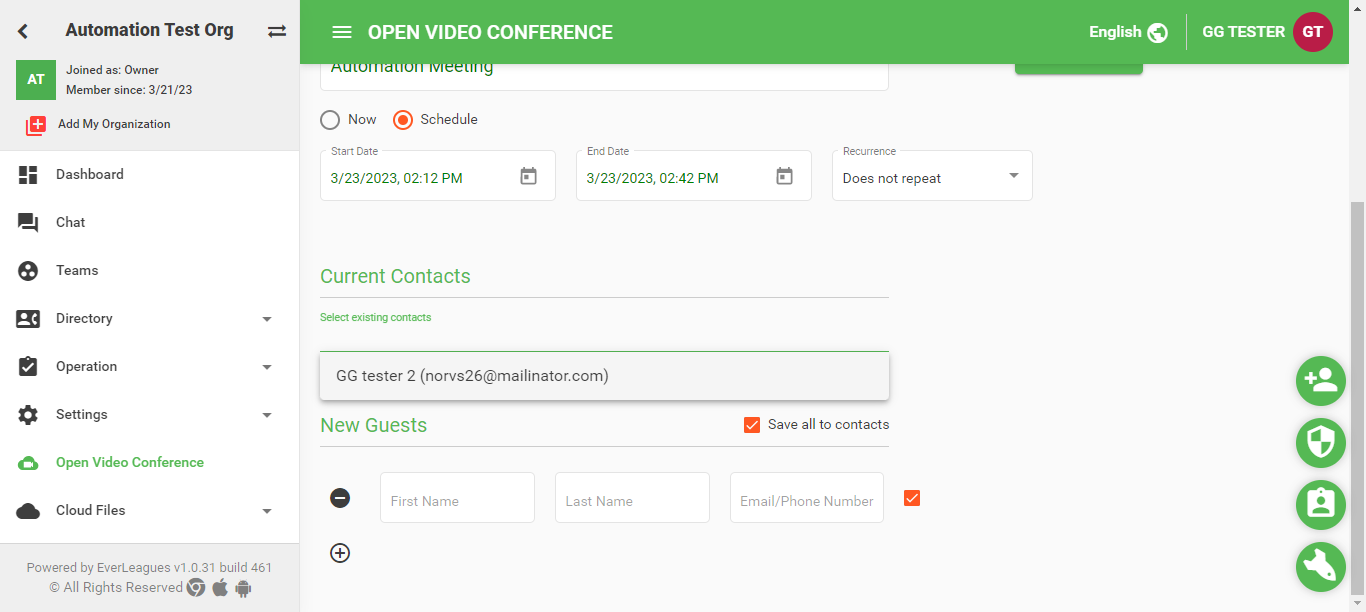 Automation Test Org
AT
Joined as: Owner
Member since: 3/21/23
Add My Organization
Dashboard
Chat
Teams
Directory
Operation
Settings
Open Video Conference
Cloud Files
Powered by EverLeagues v1.0.31 build 461
© All Rights Reserved
OPEN VIDEO CONFERENCE
English
GG TESTER
GT
Automation Meeting
Now
Schedule
Start Date
3/23/2023, 02:12 PM
End Date
3/23/2023, 02:42 PM
Recurrence
Does not repeat
Current Contacts
Select existing contacts
GG tester 2 (norvs26@mailinator.com)
New Guests
Save all to contacts
First Name
Last Name
Email/Phone Number